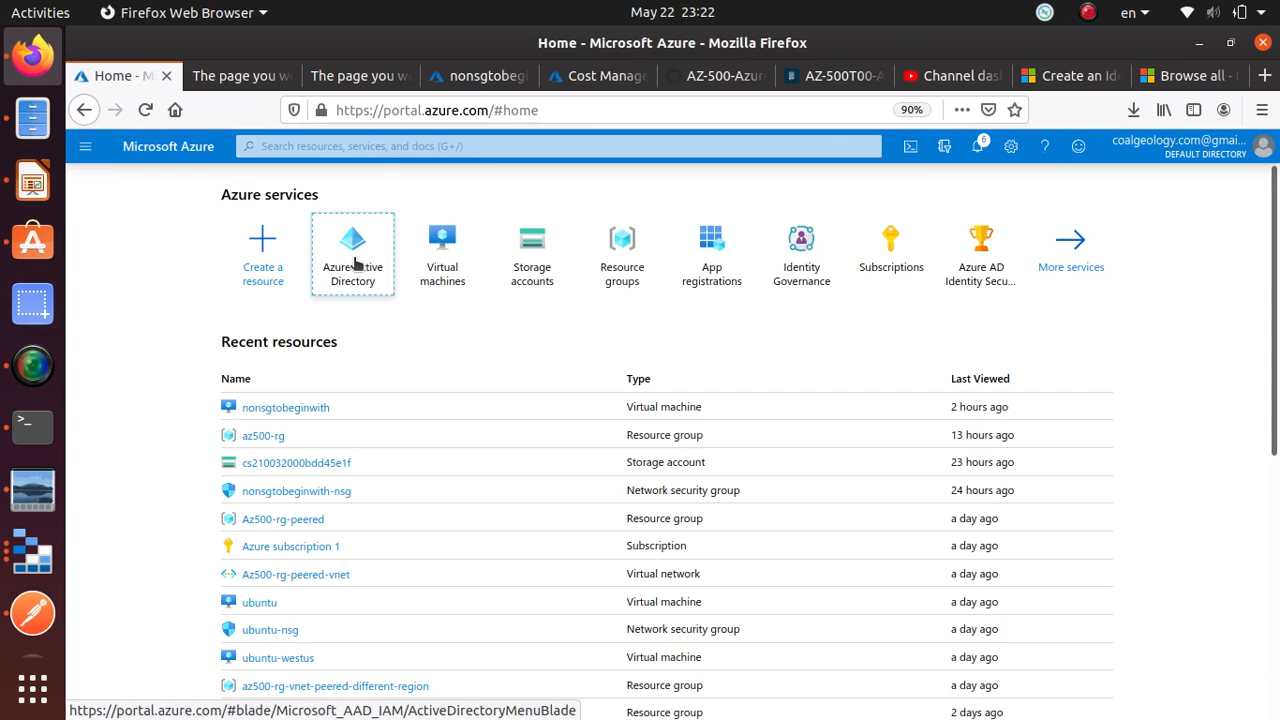 Activities
Firefox Web Browser
May 22 23:22
en
Home - Microsoft Azure - Mozilla Firefox
Home - M
The page you w
The page you w
nonsgtobegi
Cost Manage
AZ-500-Azur
AZ-500T00-A
Channel das
Create an Ide
Browse all - L
https://portal.azure.com/#home
90%
Microsoft Azure
Search resources, services, and docs (G+/)
6
coalgeology.com@gmai...
DEFAULT DIRECTORY
Azure services
Create a resource
Azure Active Directory
Virtual machines
Storage accounts
Resource groups
App registrations
Identity Governance
Subscriptions
Azure AD Identity Secu...
More services
Recent resources
Name Type Last Viewed
nonsgtobeginwith Virtual machine 2 hours ago
az500-rg Resource group 13 hours ago
cs210032000bdd45e1f Storage account 23 hours ago
nonsgtobeginwith-nsg Network security group 24 hours ago
Az500-rg-peered Resource group a day ago
Azure subscription 1 Subscription a day ago
Az500-rg-peered-vnet Virtual network a day ago
ubuntu Virtual machine a day ago
ubuntu-nsg Network security group a day ago
ubuntu-westus Virtual machine a day ago
az500-rg-vnet-peered-different-region Resource group a day ago
Resource group 2 days ago
https://portal.azure.com/#blade/Microsoft_AAD_IAM/ActiveDirectoryMenuBlade